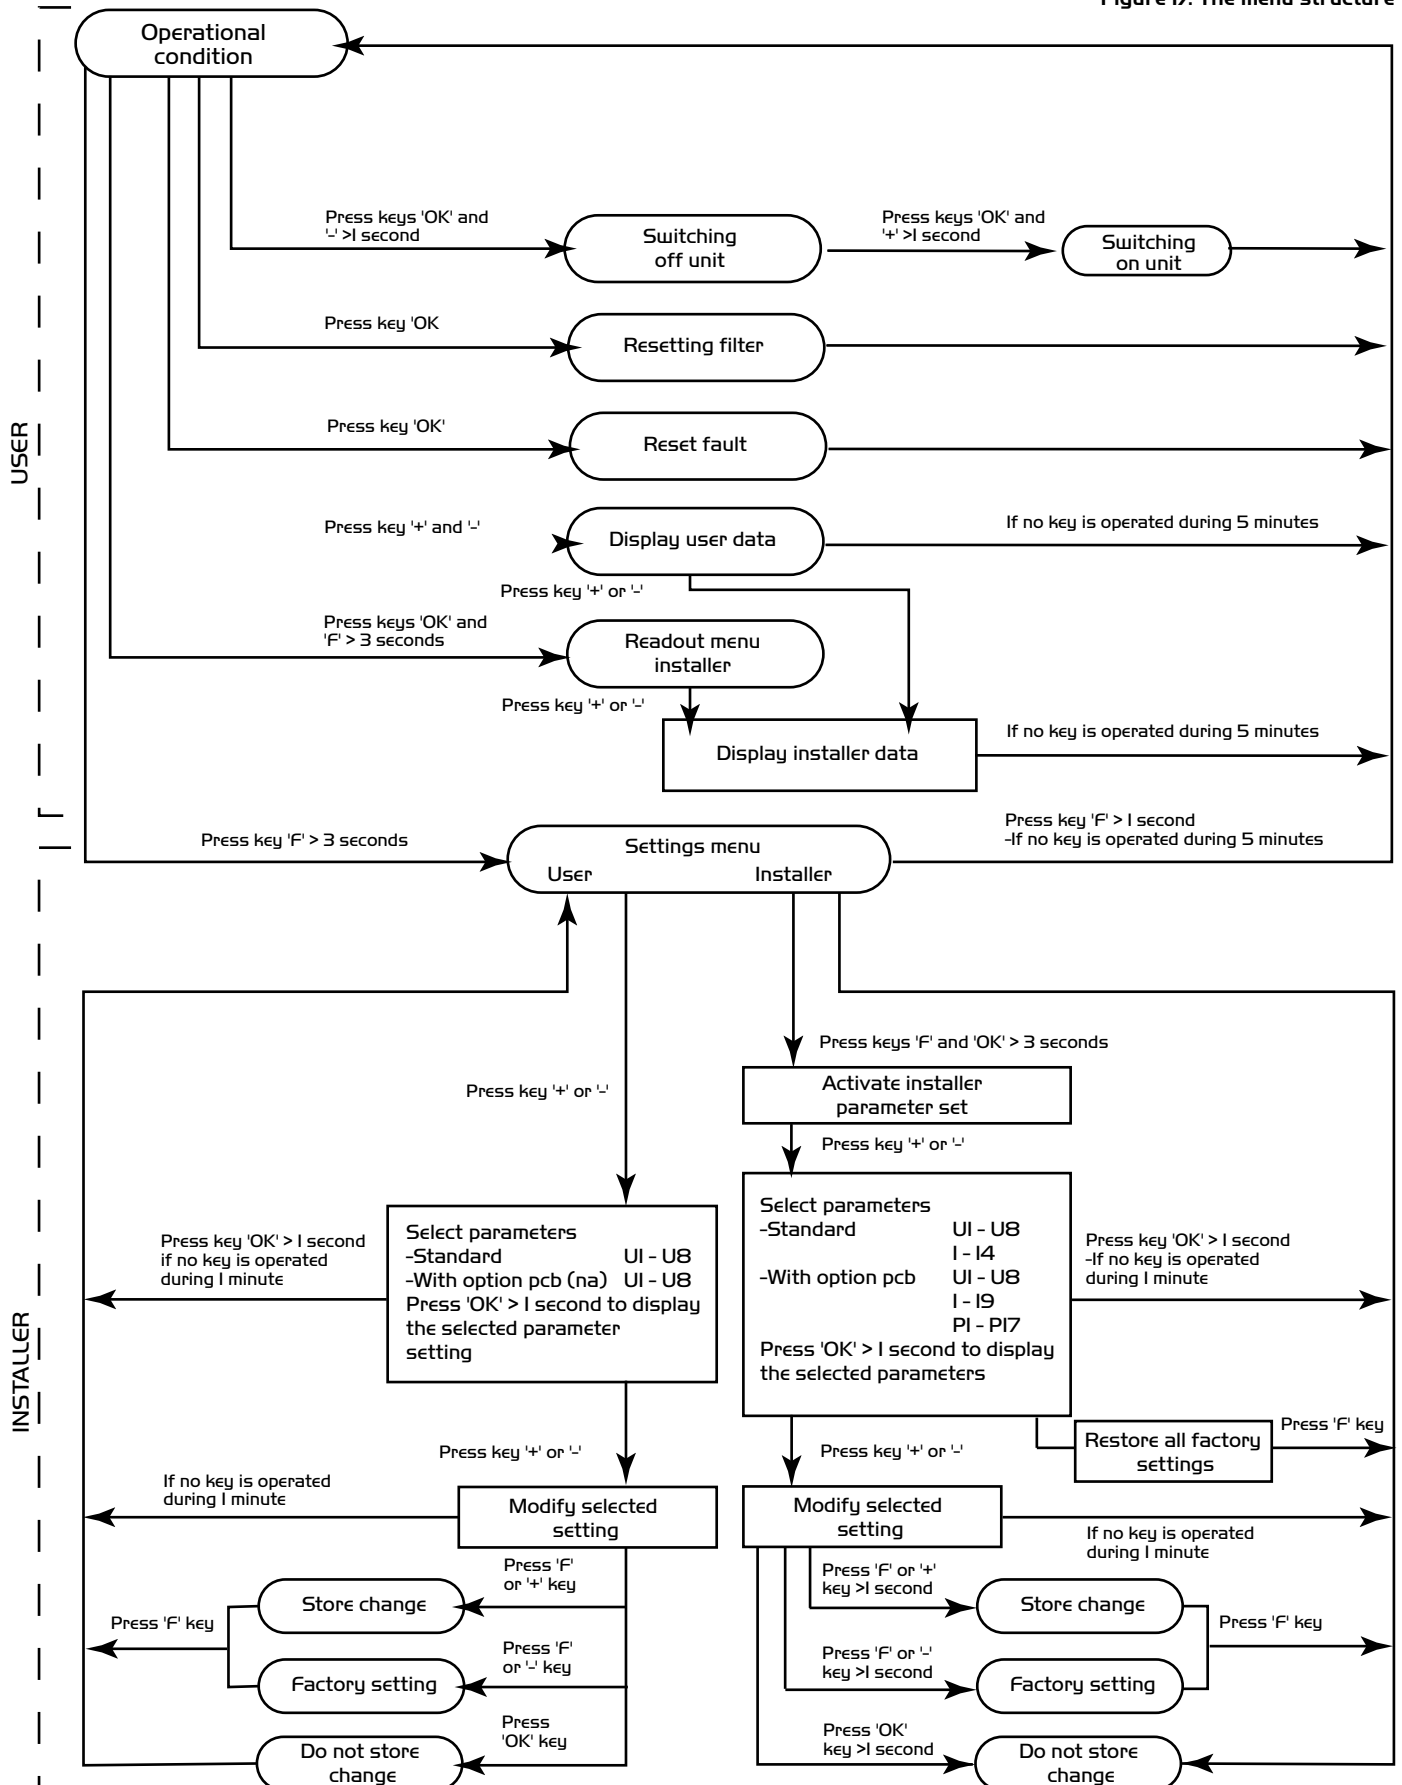 Figure 17: The menu structure
Operational
condition
Press keys 'OK' and
'-' >1 second
Switching
off unit
Press keys 'OK' and
'+' >1 second
Switching
on unit
Press key 'OK
Resetting filter
Press key 'OK'
Reset fault
USER
Press key '+' and '-'
Display user data
If no key is operated during 5 minutes
Press key '+' or '-'
Press keys 'OK' and
'F' > 3 seconds
Readout menu
installer
Press key '+' or '-'
Display installer data
If no key is operated during 5 minutes
Press key 'F' > 3 seconds
Settings menu
User Installer
Press key 'F' > 1 second
-If no key is operated during 5 minutes
INSTALLER
Press keys 'F' and 'OK' > 3 seconds
Activate installer
parameter set
Press key '+' or '-'
Press key '+' or '-'
Press key 'OK' > 1 second
if no key is operated
during 1 minute
Select parameters
-Standard U1 - U8
-With option pcb (na) U1 - U8
Press 'OK' > 1 second to display
the selected parameter
setting
Select parameters
-Standard U1 - U8
I - I4
-With option pcb U1 - U8
I - I9
P1 - P17
Press 'OK' > 1 second to display
the selected parameters
Press key 'OK' > 1 second
-If no key is operated
during 1 minute
Press key '+' or '-'
Press key '+' or '-'
Restore all factory
settings
Press 'F' key
If no key is operated
during 1 minute
Modify selected
setting
Modify selected
setting
If no key is operated
during 1 minute
Press 'F'
or '+' key
Store change
Press 'F' key
Press 'F'
or '-' key
Factory setting
Press
'OK' key
Do not store
change
Press 'F' or '+'
key >1 second
Store change
Press 'F' key
Press 'F' or '-'
key >1 second
Factory setting
Press 'OK'
key >1 second
Do not store
change